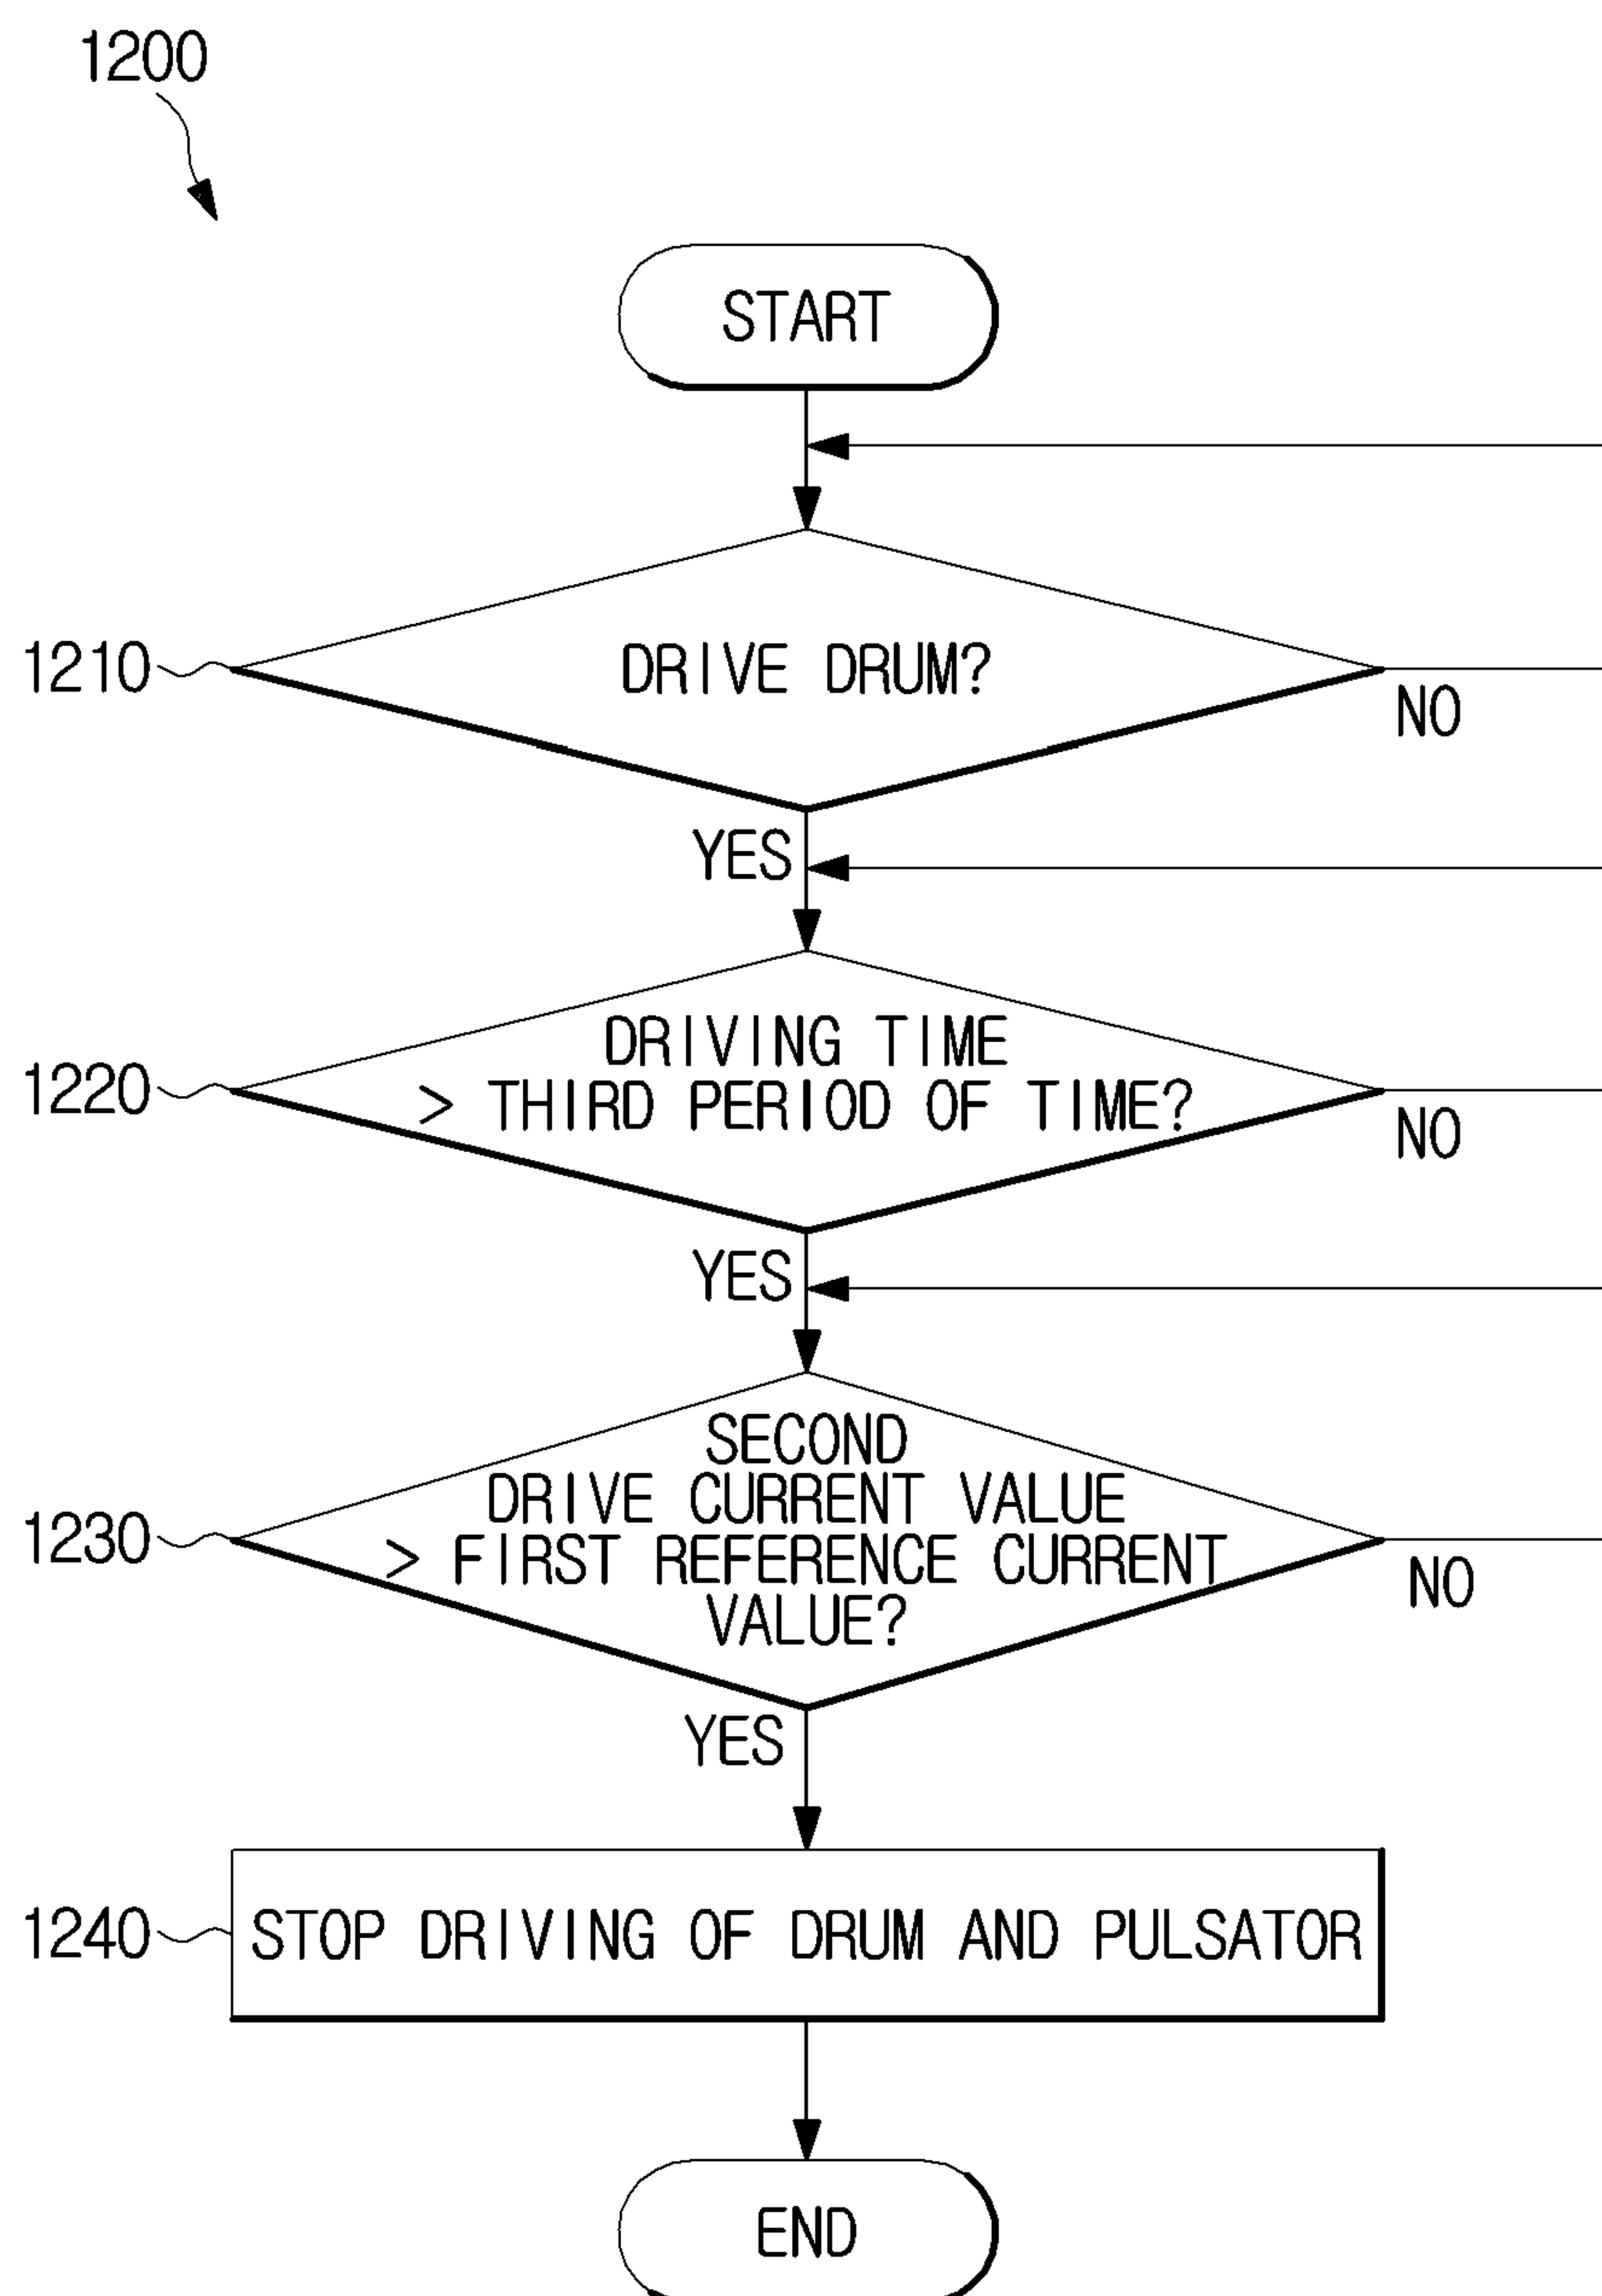 1200
START
1210
DRIVE DRUM?
NO
YES
1220
DRIVING TIME
> THIRD PERIOD OF TIME?
NO
YES
1230
SECOND
DRIVE CURRENT VALUE
> FIRST REFERENCE CURRENT
VALUE?
NO
YES
1240
STOP DRIVING OF DRUM AND PULSATOR
END